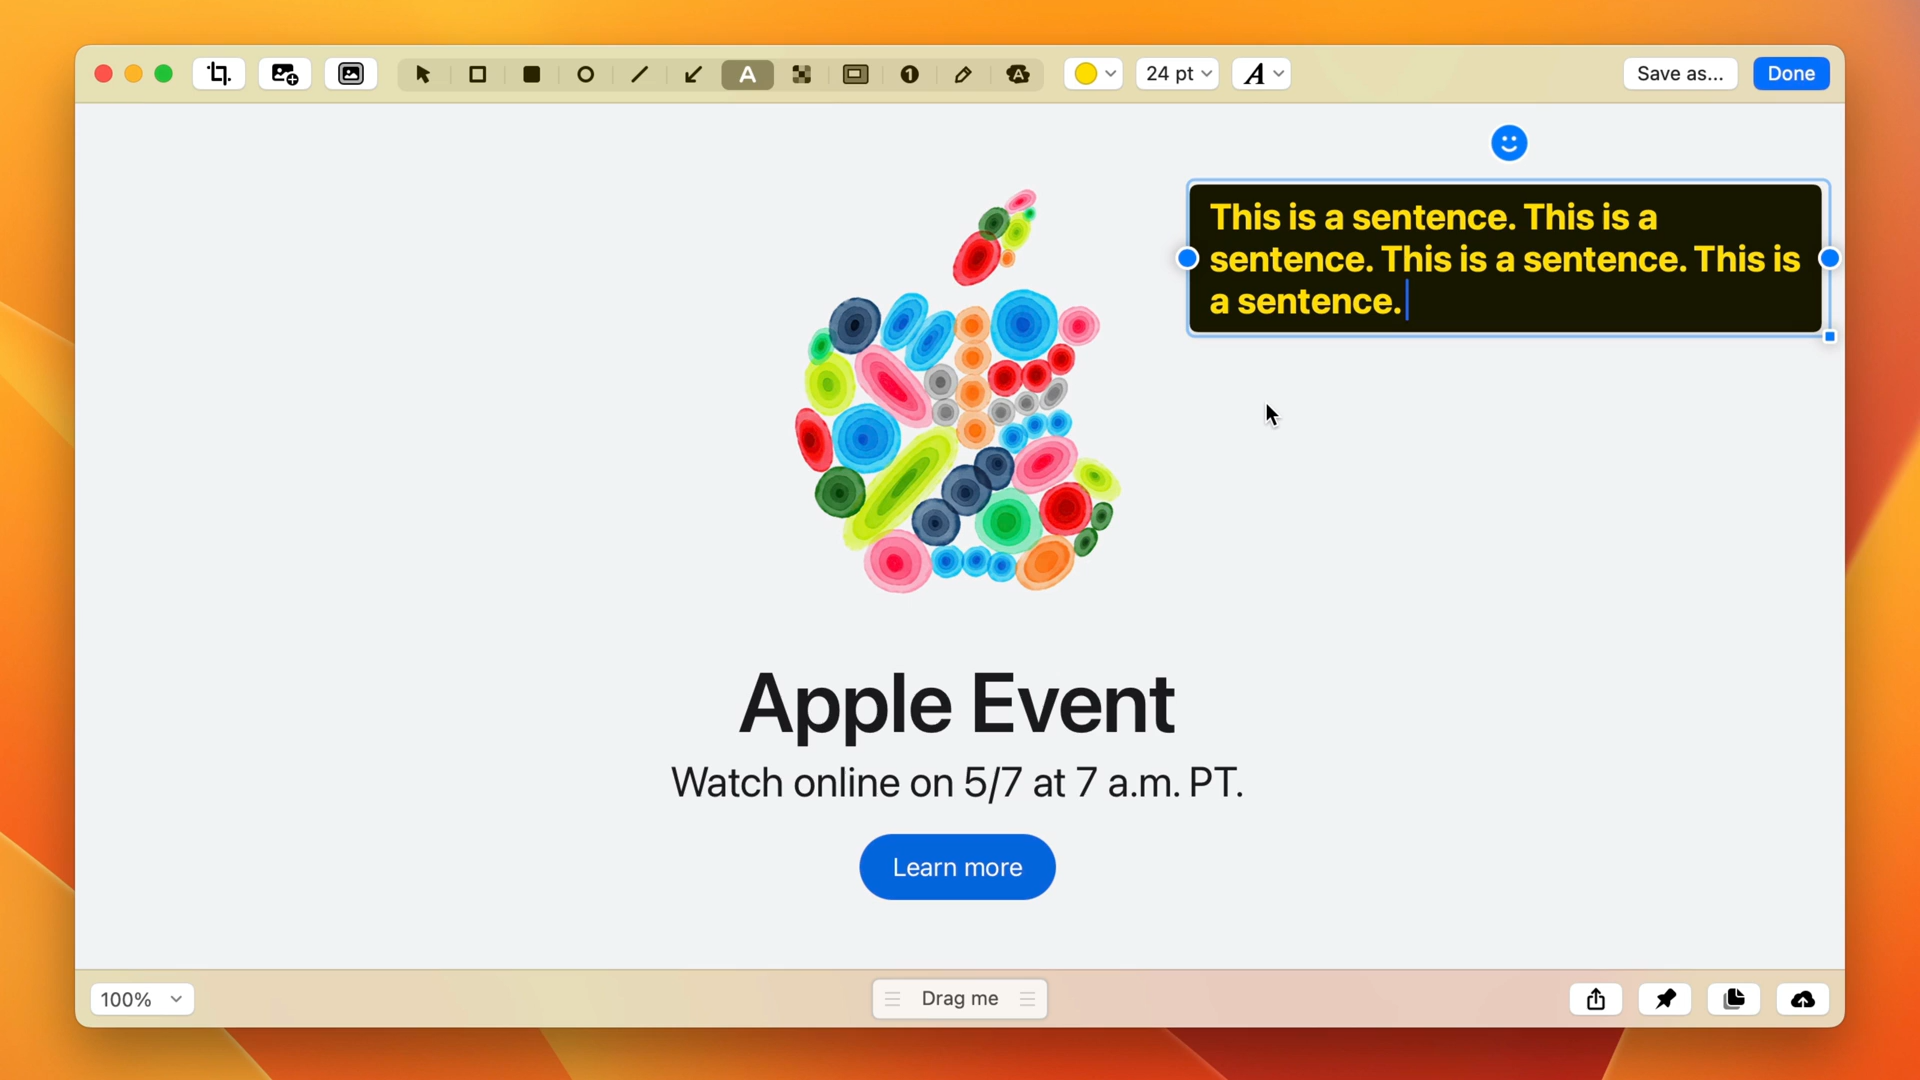 A
1
A
24 pt
A
Save as...
Done
This is a sentence. This is a
sentence. This is a sentence. This is
a sentence.
Apple Event
Watch online on 5/7 at 7 a.m. PT.
Learn more
100%
Drag me